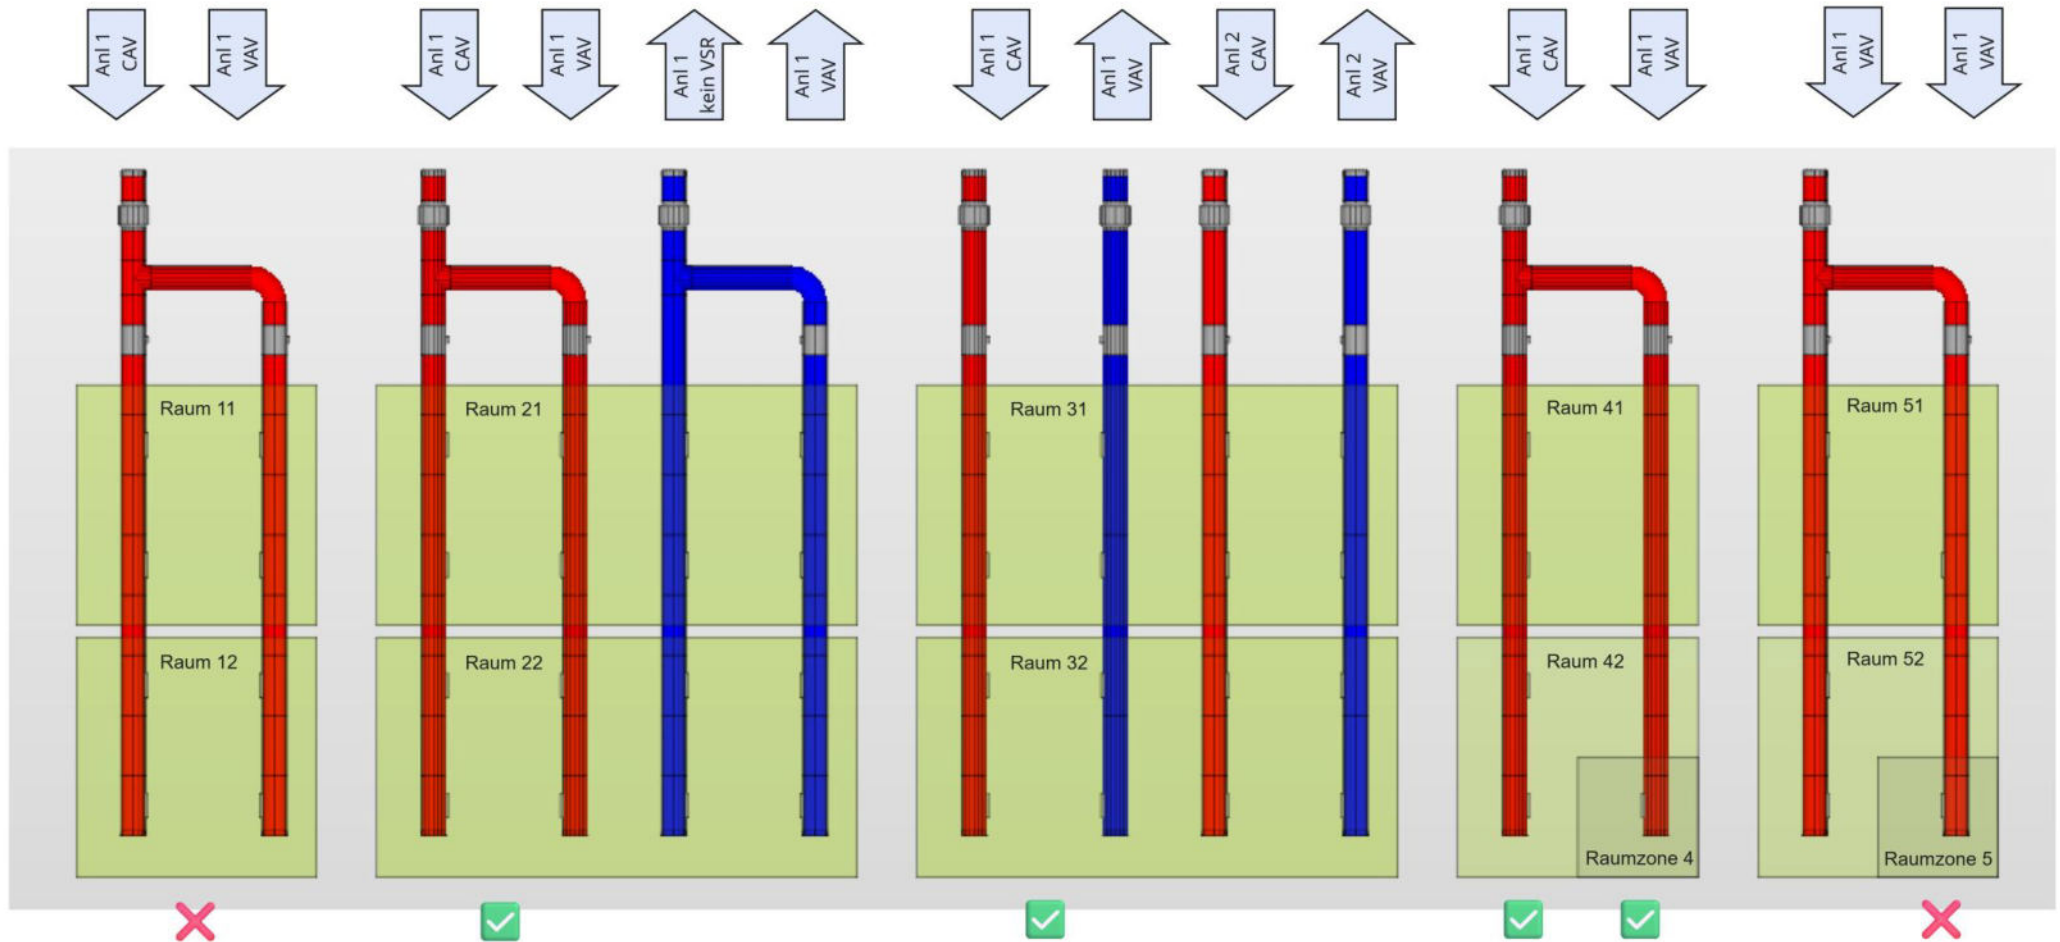 Anl 1
CAV
Anl 1
VAV
Anl 1
CAV
Anl 1
VAV
Anl 1
kein VSR
Anl 1
VAV
Anl 1
CAV
Anl 1
VAV
Anl 2
CAV
Anl 2
VAV
Anl 1
CAV
Anl 1
VAV
Anl 1
VAV
Anl 1
VAV
Raum 11
Raum 21
Raum 31
Raum 41
Raum 51
Raum 12
Raum 22
Raum 32
Raum 42
Raum 52
Raumzone 4
Raumzone 5